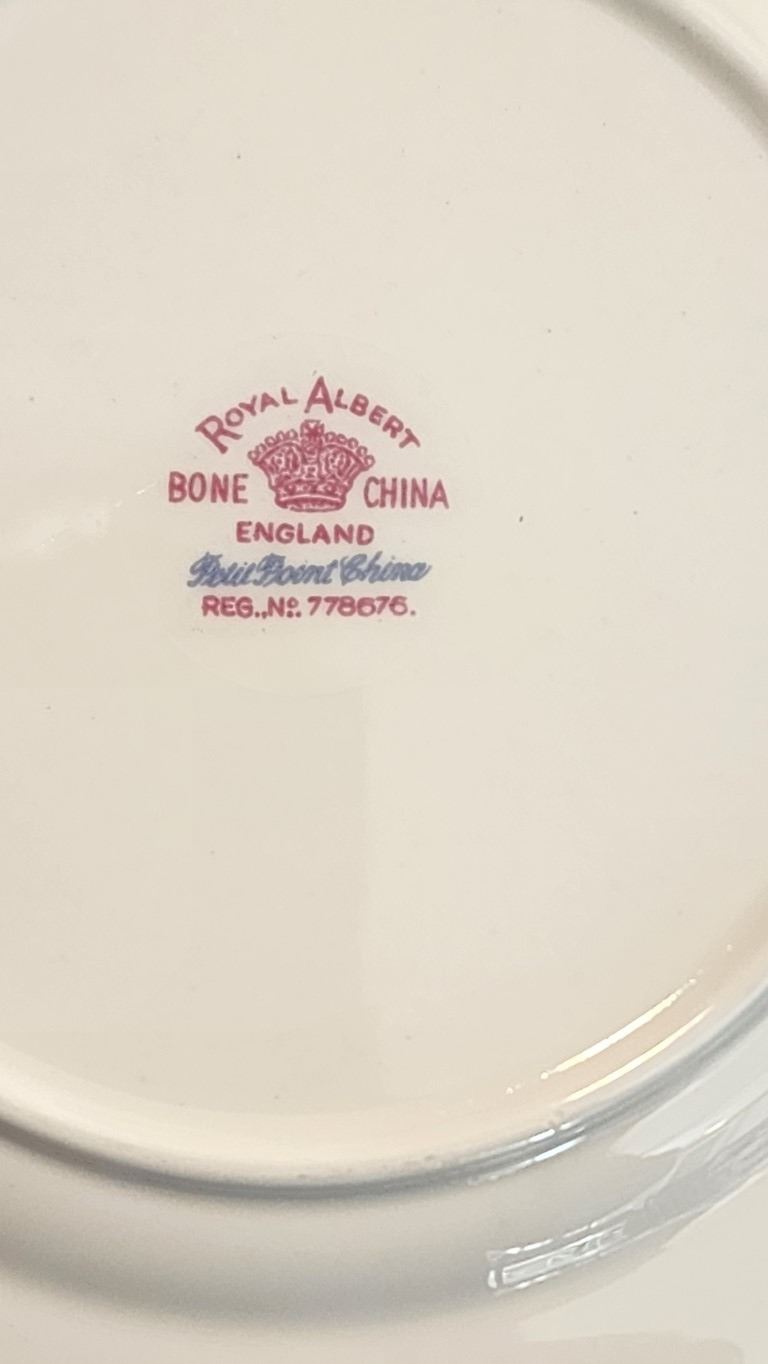 ROYAL ALBERT
BONE CHINA
ENGLAND
Petit Point China
REG., No. 778676.